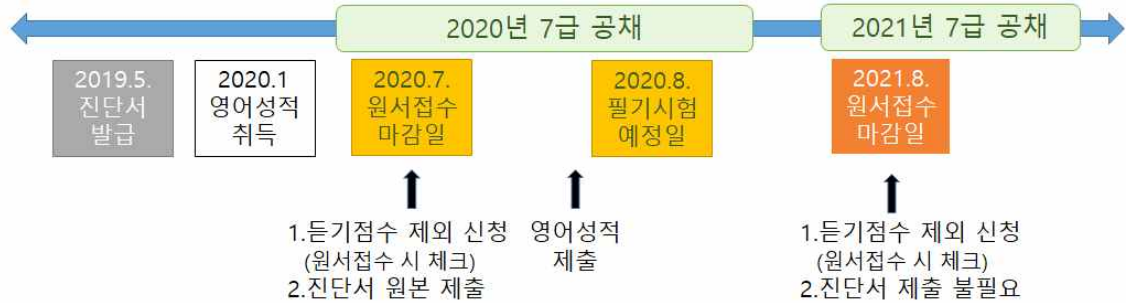 2020년 7급 공채
2021년 7급 공채
2019.5.
진단서
발급
2020.1
영어성적
취득
2020.7.
원서접수
마감일
2020.8.
필기시험
예정일
2021.8.
원서접수
마감일
1.듣기점수 제외 신청
(원서접수 시 체크)
2.진단서 원본 제출
영어성적
제출
1.듣기점수 제외 신청
(원서접수 시 체크)
2.진단서 제출 불필요